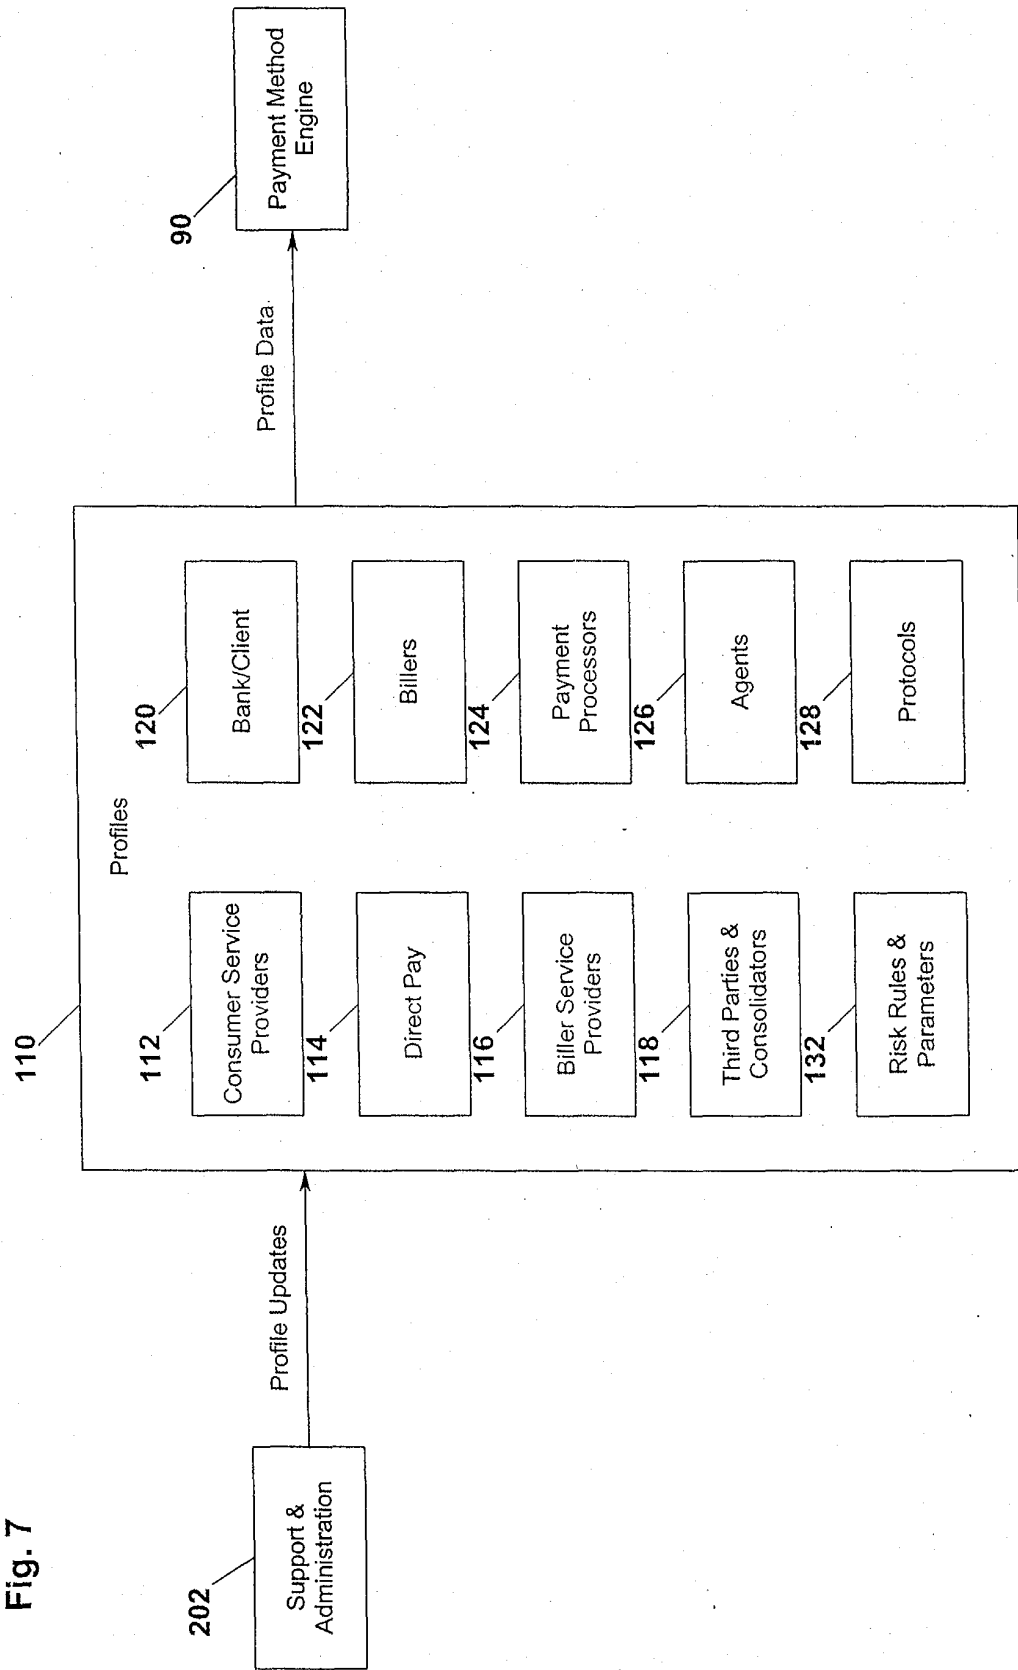 Fig. 7
202
Support &
Administration
Profile Updates
110
Profiles
112
Consumer Service
Providers
114
Direct Pay
116
Biller Service
Providers
118
Third Parties &
Consolidators
132
Risk Rules &
Parameters
120
Bank/Client
122
Billers
124
Payment
Processors
126
Agents
128
Protocols
Profile Data
90
Payment Method
Engine